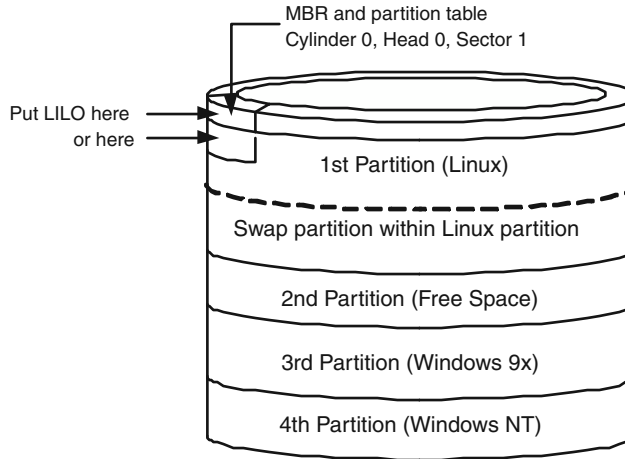 MBR and partition table
Cylinder 0, Head 0, Sector 1
Put LILO here
or here
1st Partition (Linux)
Swap partition within Linux partition
2nd Partition (Free Space)
3rd Partition (Windows 9x)
4th Partition (Windows NT)